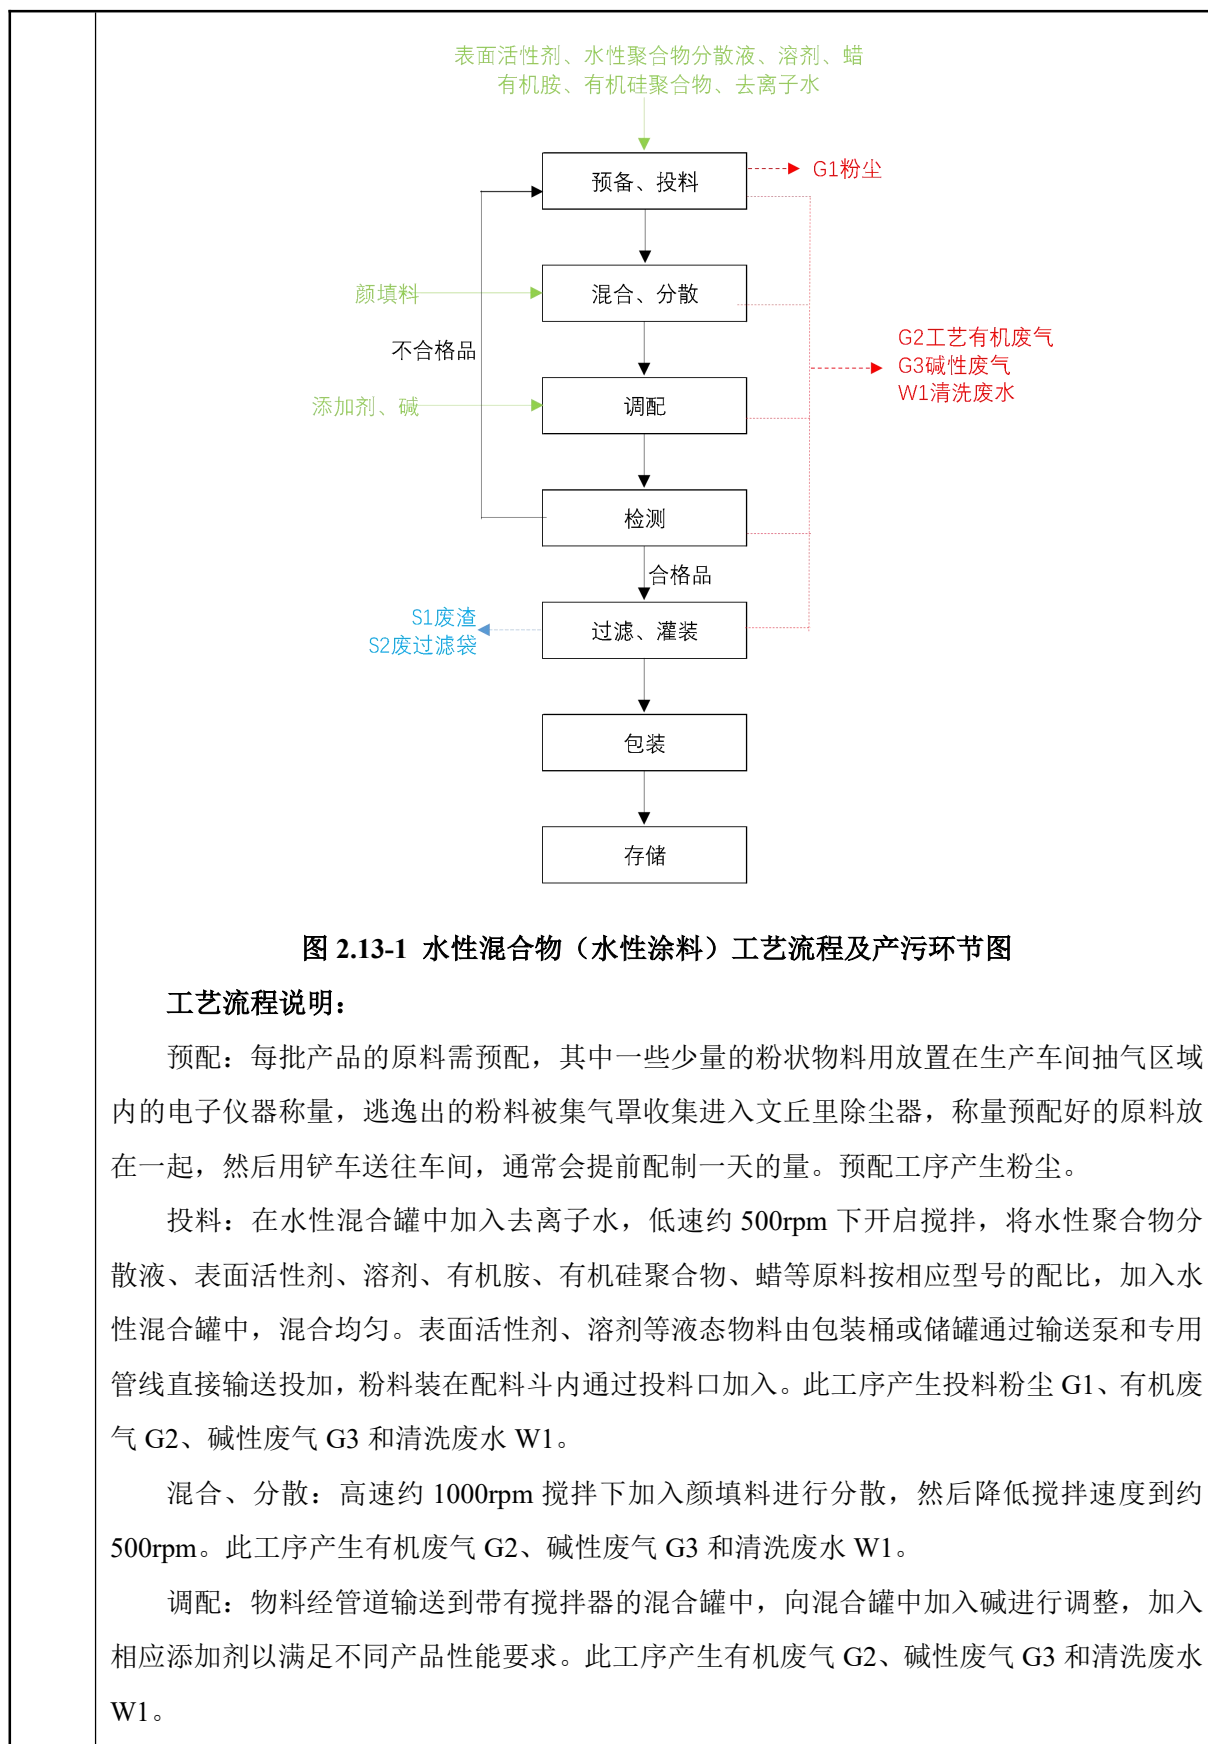 表面活性剂、水性聚合物分散液、溶剂、蜡
有机胺、有机硅聚合物、去离子水
预备、投料
G1粉尘
颜填料
混合、分散
不合格品
G2工艺有机废气
G3碱性废气
W1清洗废水
添加剂、碱
调配
检测
合格品
S1废渣
S2废过滤袋
过滤、灌装
包装
存储
图 2.13-1 水性混合物（水性涂料）工艺流程及产污环节图
工艺流程说明：
预配：每批产品的原料需预配，其中一些少量的粉状物料用放置在生产车间抽气区域
内的电子仪器称量，逃逸出的粉料被集气罩收集进入文丘里除尘器，称量预配好的原料放
在一起，然后用铲车送往车间，通常会提前配制一天的量。预配工序产生粉尘。
投料：在水性混合罐中加入去离子水，低速约 500rpm 下开启搅拌，将水性聚合物分
散液、表面活性剂、溶剂、有机胺、有机硅聚合物、蜡等原料按相应型号的配比，加入水
性混合罐中，混合均匀。表面活性剂、溶剂等液态物料由包装桶或储罐通过输送泵和专用
管线直接输送投加，粉料装在配料斗内通过投料口加入。此工序产生投料粉尘 G1、有机废
气 G2、碱性废气 G3 和清洗废水 W1。
混合、分散：高速约 1000rpm 搅拌下加入颜填料进行分散，然后降低搅拌速度到约
500rpm。此工序产生有机废气 G2、碱性废气 G3 和清洗废水 W1。
调配：物料经管道输送到带有搅拌器的混合罐中，向混合罐中加入碱进行调整，加入
相应添加剂以满足不同产品性能要求。此工序产生有机废气 G2、碱性废气 G3 和清洗废水
W1。